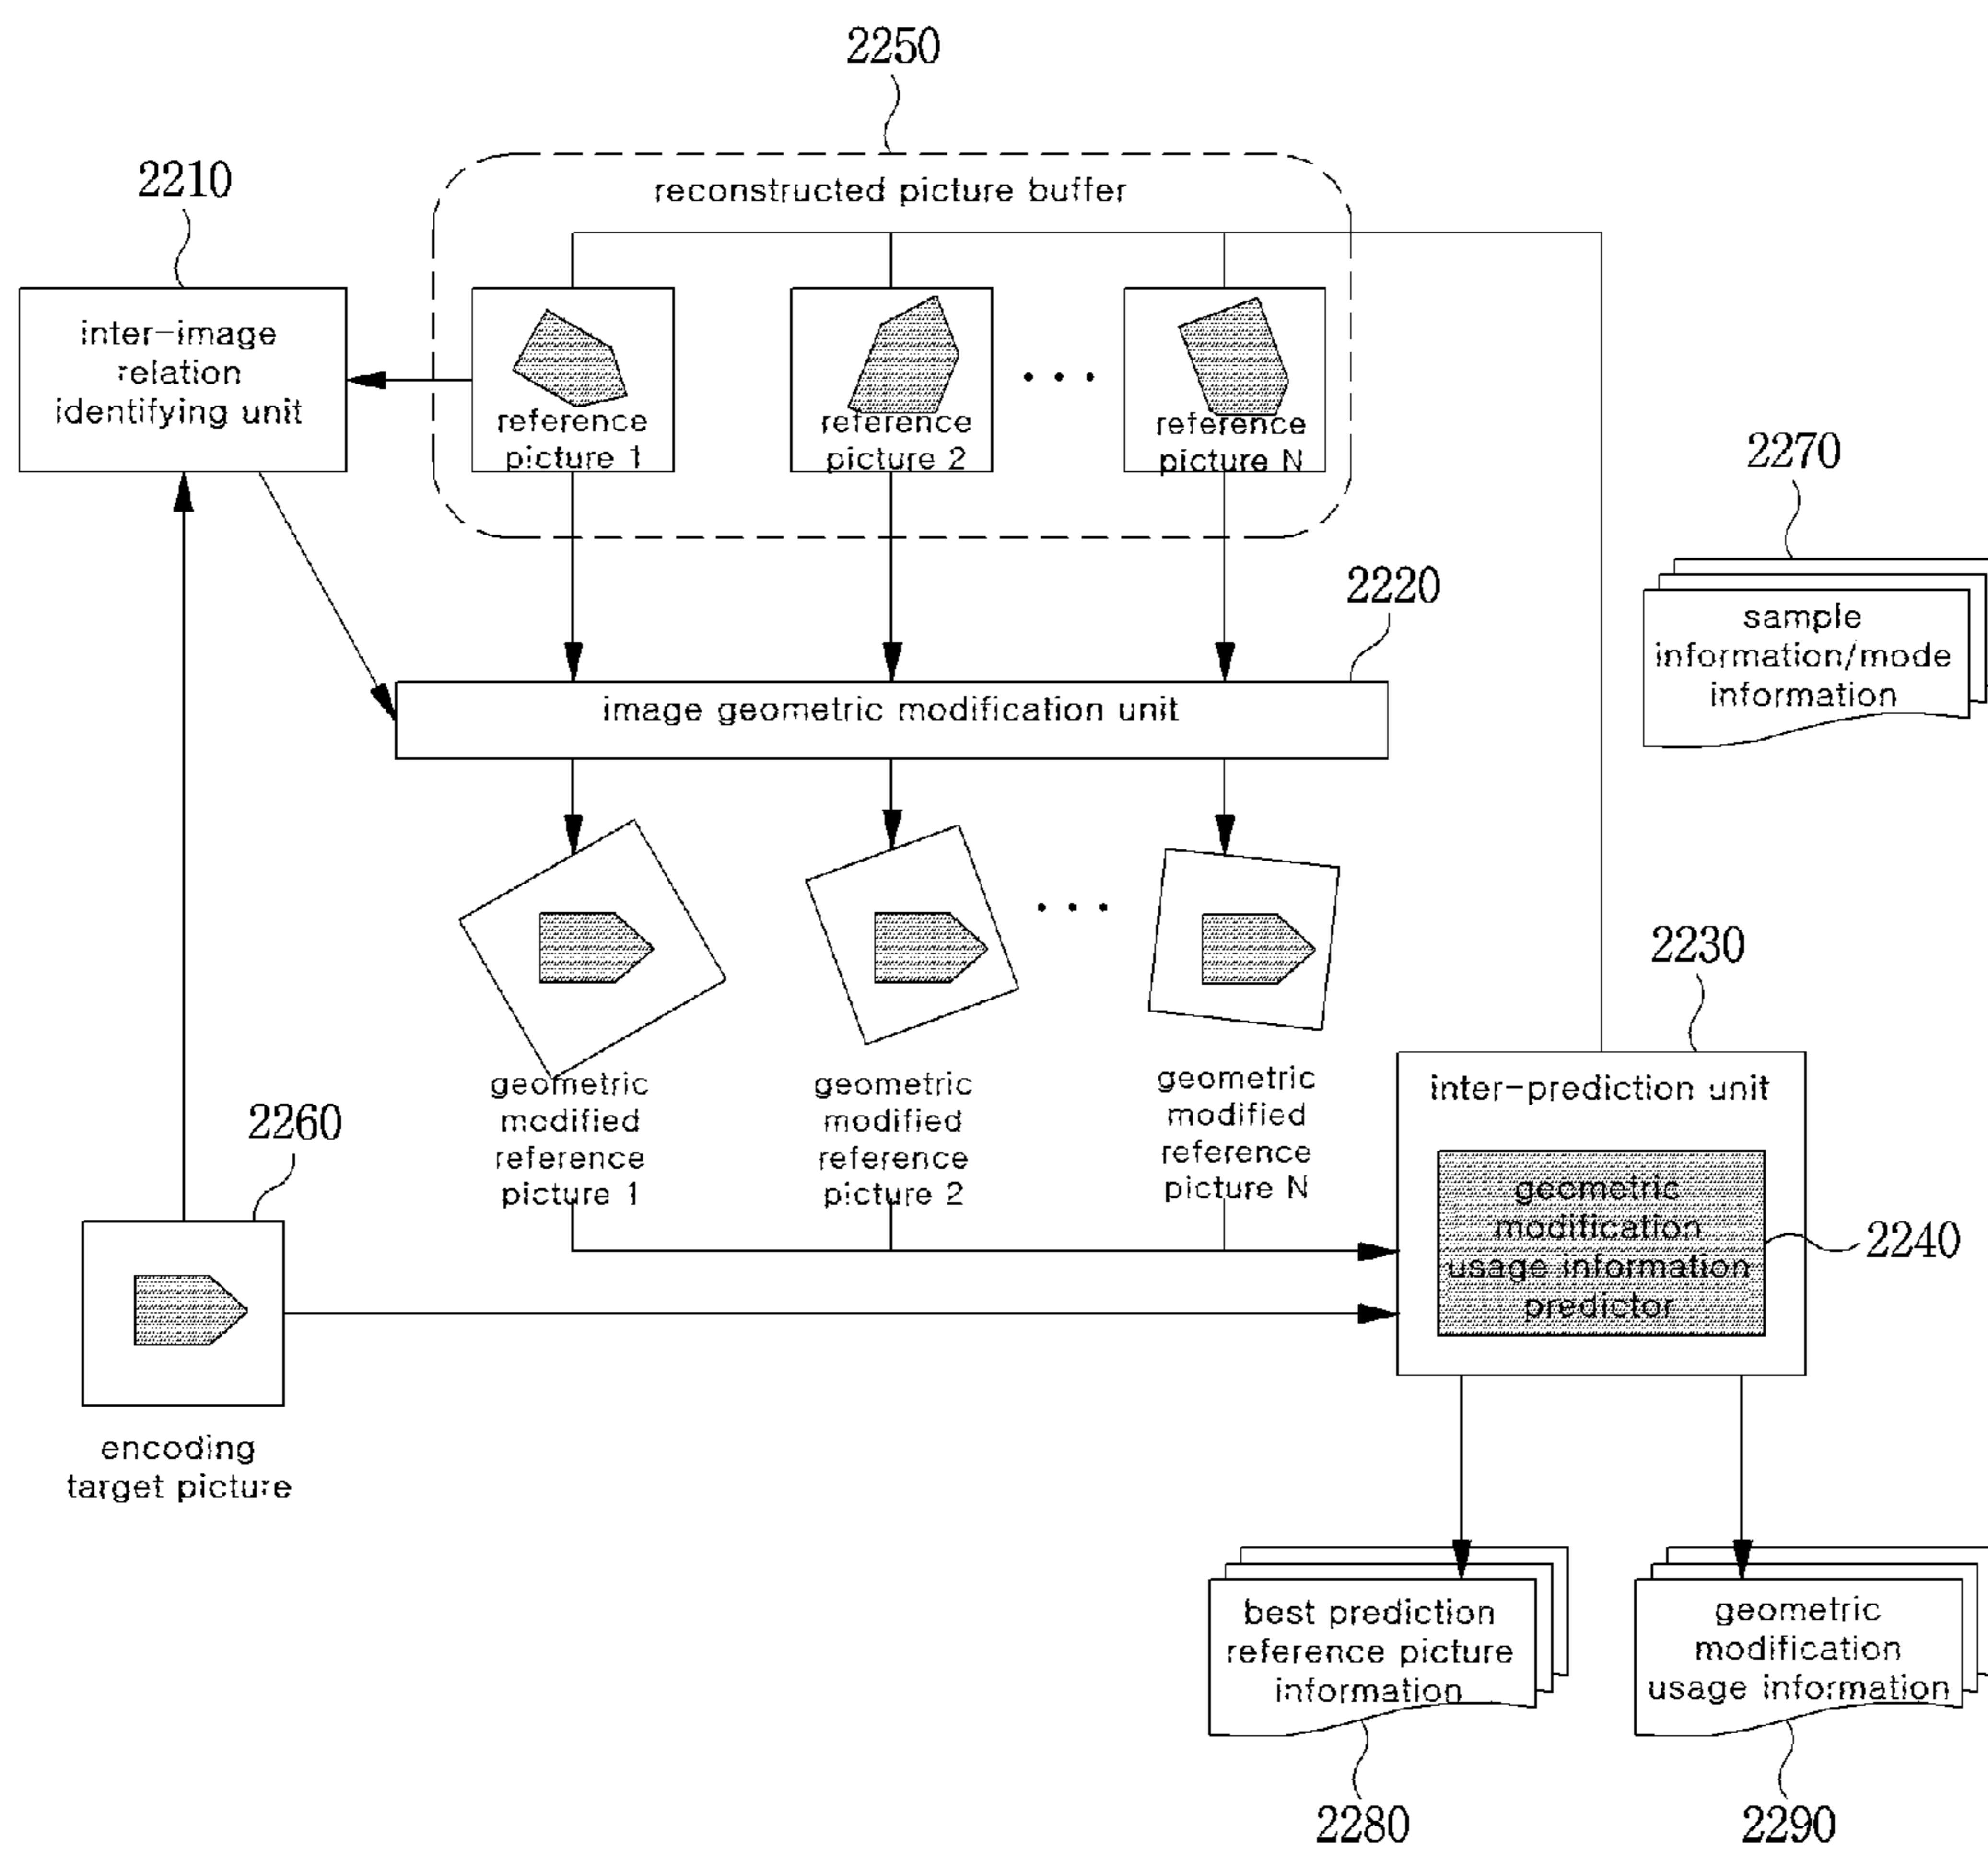 2250
2210
reconstructed picture buffer
inter-image
relation
identifying unit
reference
picture 1
reference
picture 2
reference
picture N
2270
sample
information/mode
information
2220
image geometric modification unit
2230
inter-prediction unit
geometric
modification
usage information
predictor
2240
geometric
modified
reference
picture 1
geometric
modified
reference
picture 2
geometric
modified
reference
picture N
2260
encoding
target picture
best prediction
reference picture
information
geometric
modification
usage information
2280
2290